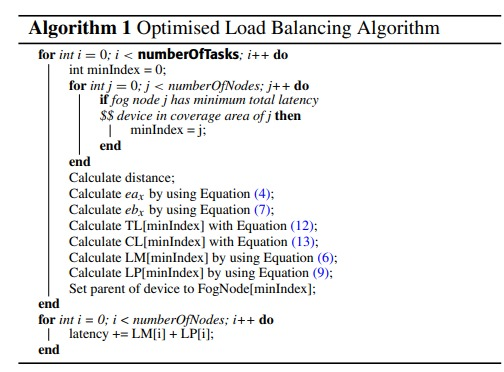 Algorithm 1 Optimised Load Balancing Algorithm
for int i = 0; i < numberOfTasks; i++ do
int minIndex = 0;
for int j = 0; j < numberOfNodes; j++ do
if fog node j has minimum total latency
$$ device in coverage area of j then
minIndex = j;
end
end
Calculate distance;
Calculate eaₓ by using Equation (4);
Calculate ebₓ by using Equation (7);
Calculate TL[minIndex] with Equation (12);
Calculate CL[minIndex] with Equation (13);
Calculate LM[minIndex] by using Equation (6);
Calculate LP[minIndex] by using Equation (9);
Set parent of device to FogNode[minIndex];
end
for int i = 0; i < numberOfNodes; i++ do
latency += LM[i] + LP[i];
end